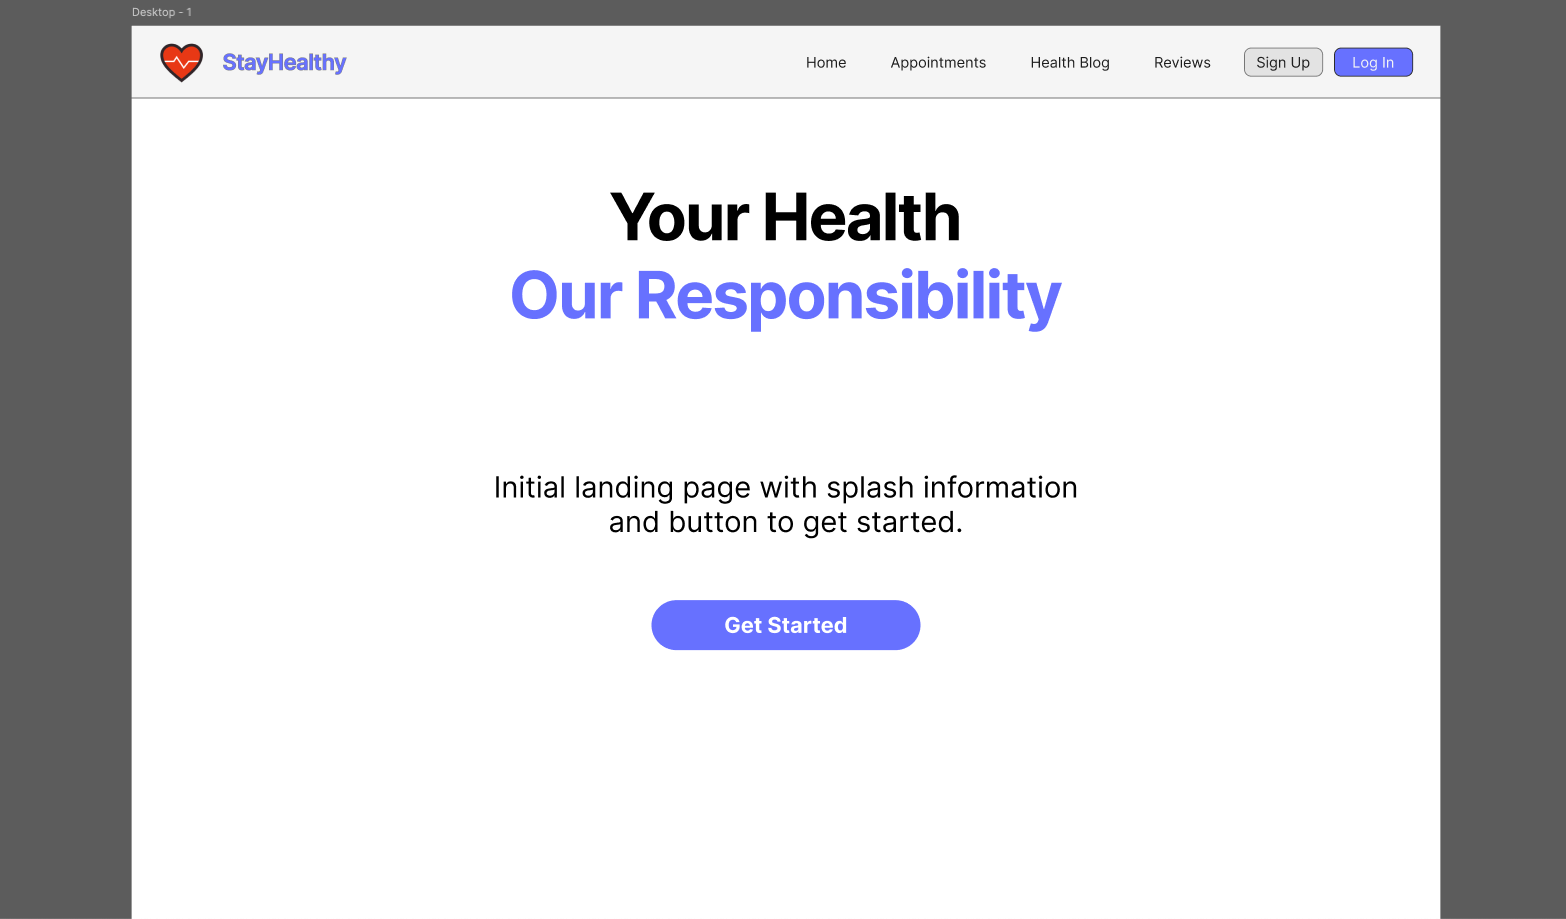 Desktop - 1
StayHealthy
Home
Appointments
Health Blog
Reviews
Sign Up
Log In
Your Health
Our Responsibility
Initial landing page with splash information
and button to get started.
Get Started